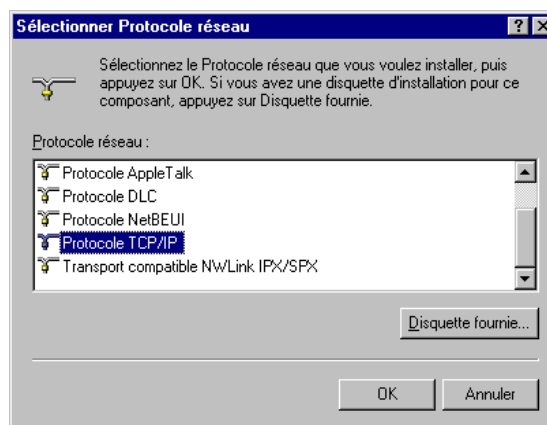 Sélectionner Protocole réseau
Sélectionnez le Protocole réseau que vous voulez installer, puis
appuyez sur OK. Si vous avez une disquette d'installation pour ce
composant, appuyez sur Disquette fournie.
Protocole réseau :
Protocole AppleTalk
Protocole DLC
Protocole NetBEUI
Protocole TCP/IP
Transport compatible NWLink IPX/SPX
Disquette fournie...
OK
Annuler